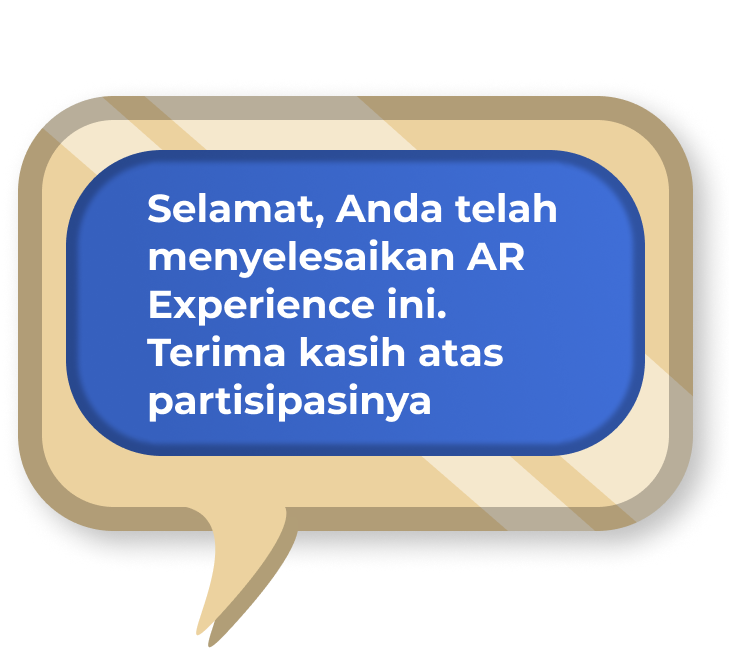 Selamat, Anda telah
menyelesaikan AR
Experience ini.
Terima kasih atas
partisipasinya